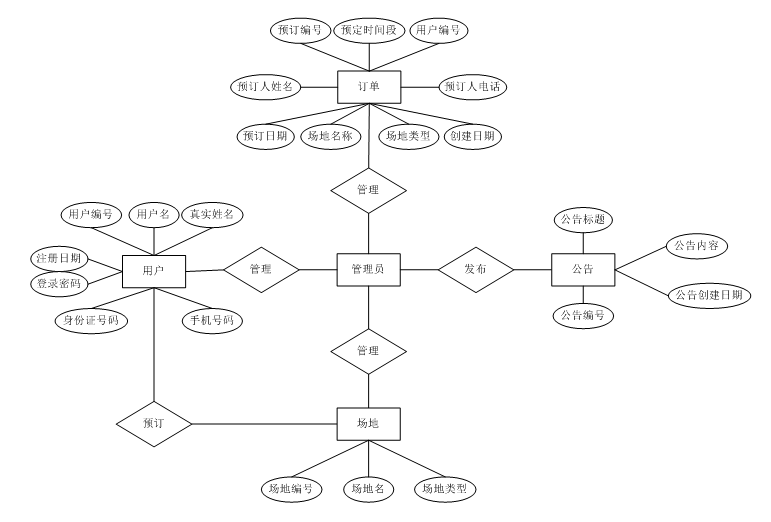 预订编号
预定时间段
用户编号
预订人姓名
订单
预订人电话
预订日期
场地名称
场地类型
创建日期
管理
用户编号
用户名
真实姓名
公告标题
注册日期
登录密码
用户
管理
管理员
发布
公告
公告内容
公告创建日期
身份证号码
手机号码
公告编号
管理
预订
场地
场地编号
场地名
场地类型